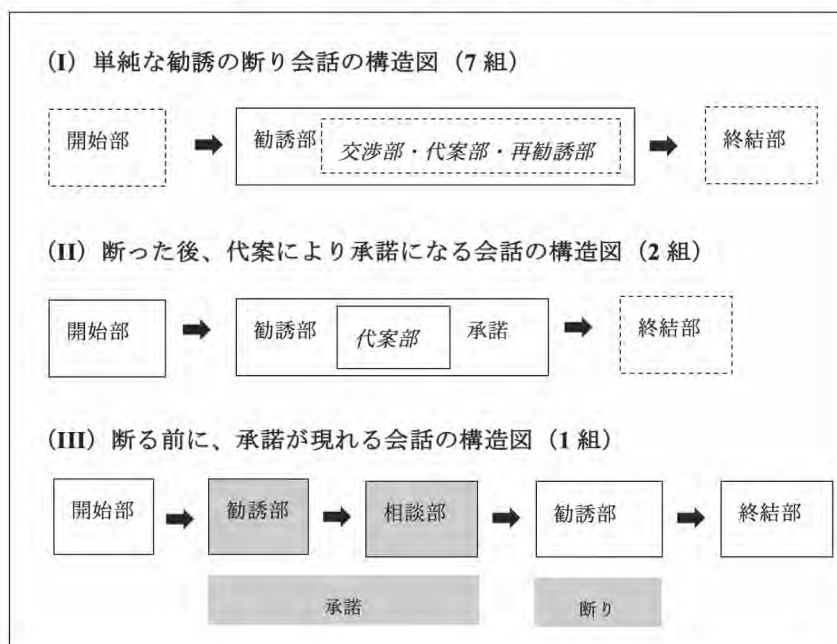 (I) 単純な勧誘の断り会話の構造図（7 組）
開始部 勧誘部 交渉部・代案部・再勧誘部 終結部
(II) 断った後、代案により承諾になる会話の構造図（2 組）
開始部 勧誘部 代案部 承諾 終結部
(III) 断る前に、承諾が現れる会話の構造図（1 組）
開始部 勧誘部 相談部 勧誘部 終結部
承諾 断り